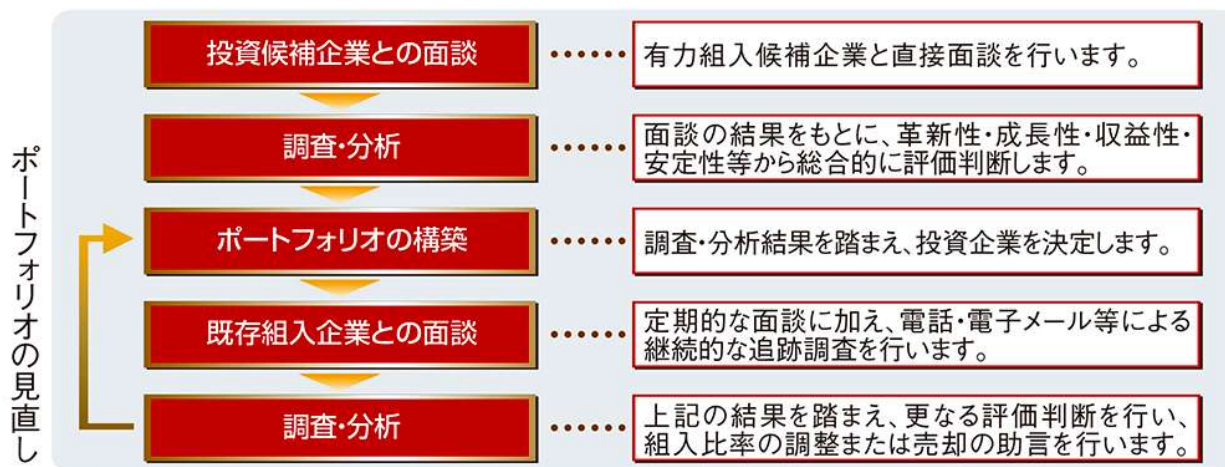 投資候補企業との面談
有力組入候補企業と直接面談を行います。
調査・分析
面談の結果をもとに、革新性・成長性・収益性・
安定性等から総合的に評価判断します。
ポートフォリオの構築
調査・分析結果を踏まえ、投資企業を決定します。
既存組入企業との面談
定期的な面談に加え、電話・電子メール等による
継続的な追跡調査を行います。
調査・分析
上記の結果を踏まえ、更なる評価判断を行い、
組入比率の調整または売却の助言を行います。
ポートフォリオの見直し